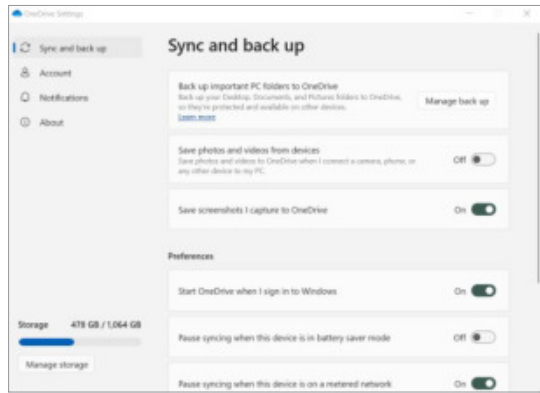 OneDrive Settings
Sync and back up
Account
Notifications
About
Storage 478 GB / 1,064 GB
Manage storage
Sync and back up
Back up important PC folders to OneDrive
Back up your Desktop, Documents, and Pictures folders to OneDrive,
so they're protected and available on other devices.
Learn more
Manage back up
Save photos and videos from devices
Save photos and videos to OneDrive when I connect a camera, phone, or
any other device to my PC.
Off
Save screenshots I capture to OneDrive
On
Preferences
Start OneDrive when I sign in to Windows
On
Pause syncing when this device is in battery saver mode
Off
Pause syncing when this device is on a metered network
On